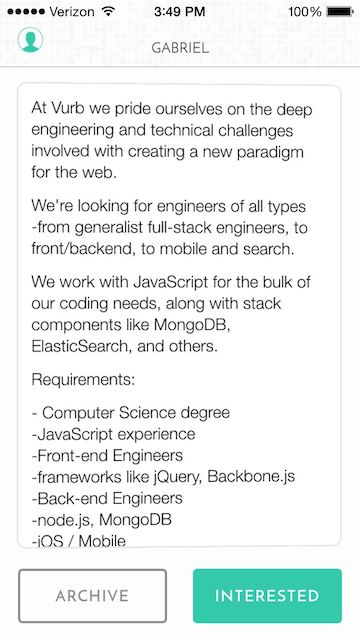 Verizon 3:49 PM 100%
GABRIEL
At Vurb we pride ourselves on the deep
engineering and technical challenges
involved with creating a new paradigm
for the web.
We're looking for engineers of all types
-from generalist full-stack engineers, to
front/backend, to mobile and search.
We work with JavaScript for the bulk of
our coding needs, along with stack
components like MongoDB,
ElasticSearch, and others.
Requirements:
- Computer Science degree
-JavaScript experience
-Front-end Engineers
-frameworks like jQuery, Backbone.js
-Back-end Engineers
-node.js, MongoDB
-iOS / Mobile
ARCHIVE INTERESTED